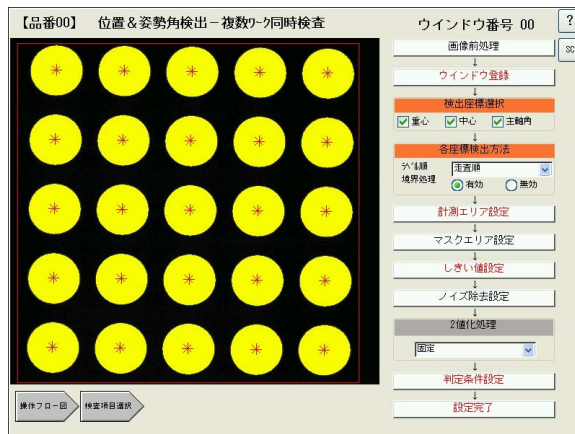 【品番00】 位置＆姿勢角検出－複数ﾜｰｸ同時検査
ウインドウ番号 00
?
SC
画像前処理
↓
ウインドウ登録
↓
検出座標選択
重心 中心 主軸角
↓
各座標検出方法
ﾗﾍﾞﾙ順 走査順
境界処理 有効 無効
↓
計測エリア設定
↓
マスクエリア設定
↓
しきい値設定
↓
ノイズ除去設定
↓
2値化処理
固定
↓
判定条件設定
↓
設定完了
操作フロー図 検査項目選択